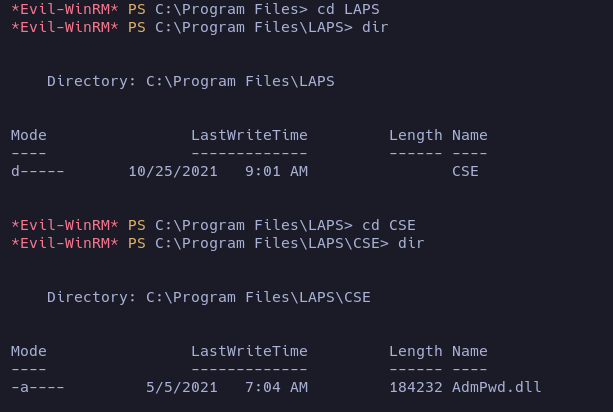 *Evil-WinRM* PS C:\Program Files> cd LAPS
*Evil-WinRM* PS C:\Program Files\LAPS> dir
Directory: C:\Program Files\LAPS
Mode LastWriteTime Length Name
---- ------------- ------ ----
d----- 10/25/2021 9:01 AM CSE
*Evil-WinRM* PS C:\Program Files\LAPS> cd CSE
*Evil-WinRM* PS C:\Program Files\LAPS\CSE> dir
Directory: C:\Program Files\LAPS\CSE
Mode LastWriteTime Length Name
---- ------------- ------ ----
-a---- 5/5/2021 7:04 AM 184232 AdmPwd.dll